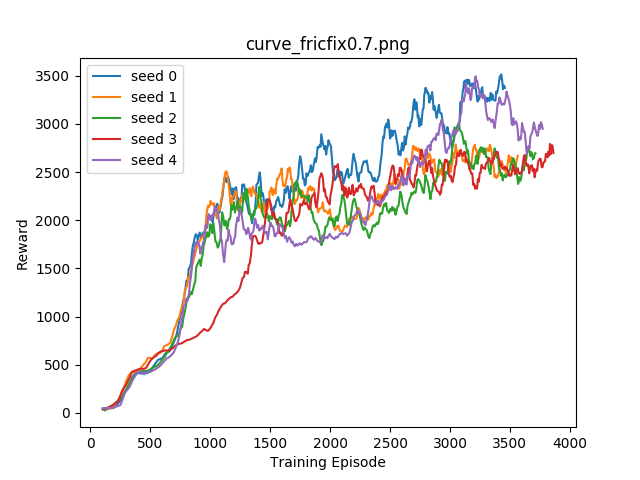 curve_fricfix0.7.png
seed 0
seed 1
seed 2
seed 3
seed 4
3500
3000
2500
2000
1500
1000
500
0
Reward
0 500 1000 1500 2000 2500 3000 3500 4000
Training Episode